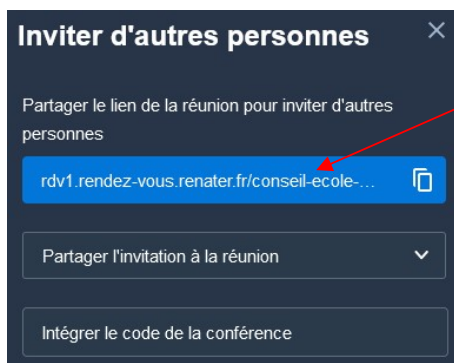 Inviter d'autres personnes
Partager le lien de la réunion pour inviter d'autres
personnes
rdv1.rendez-vous.renater.fr/conseil-ecole-...
Partager l'invitation à la réunion
Intégrer le code de la conférence